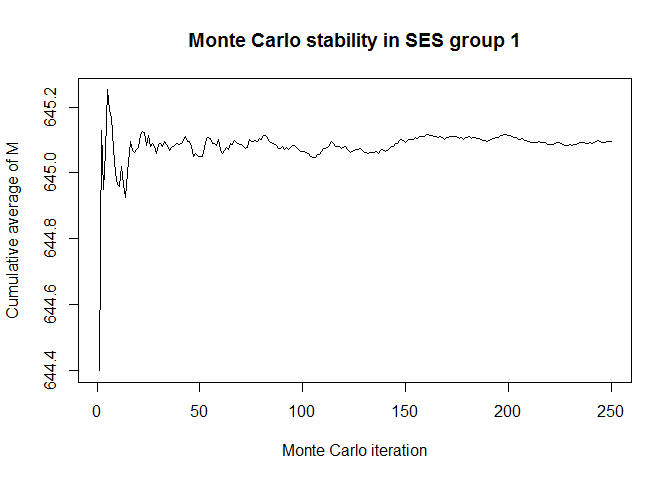 Monte Carlo stability in SES group 1
Cumulative average of M
645.2
645.0
644.8
644.6
644.4
0 50 100 150 200 250
Monte Carlo iteration